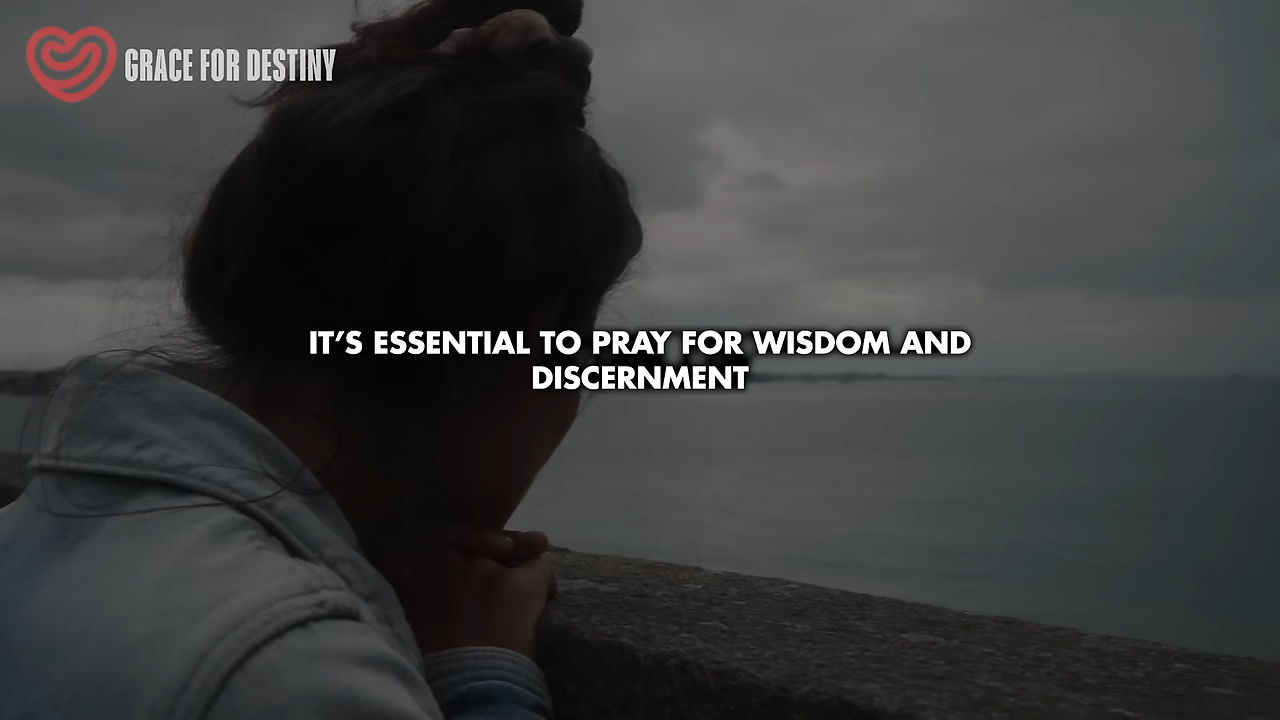 GRACE FOR DESTINY
IT'S ESSENTIAL TO PRAY FOR WISDOM AND
DISCERNMENT